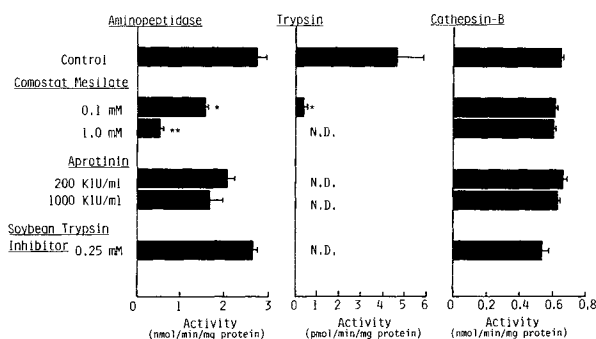 Aminopeptidase Trypsin Cathepsin-B
Control
Comostat Mesilate
0.1 mM * *
1.0 mM ** N.D.
Aprotinin
200 KIU/ml N.D.
1000 KIU/ml N.D.
Soybean Trypsin
Inhibitor
0.25 mM N.D.
0 1 2 3 0 1 2 3 4 5 6 0 0.2 0.4 0.6 0.8
Activity Activity Activity
(nmol/min/mg protein) (pmol/min/mg protein) (nmol/min/mg protein)